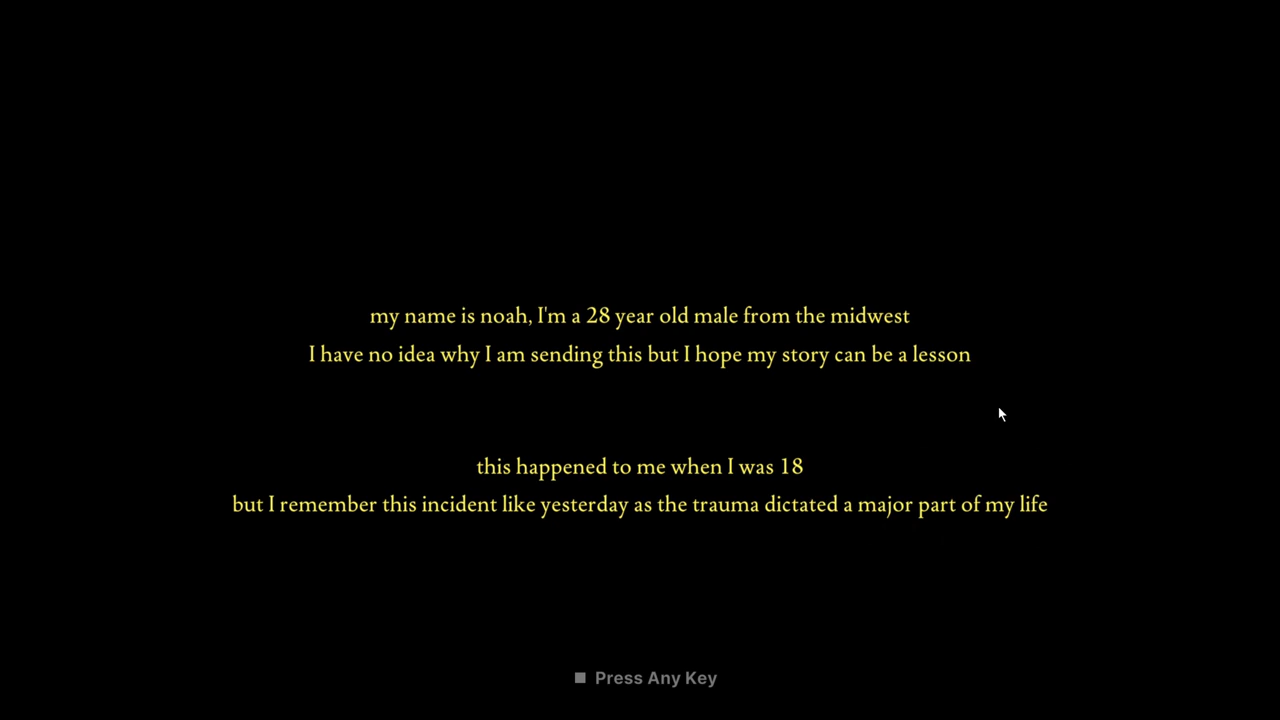 my name is noah, I'm a 28 year old male from the midwest
I have no idea why I am sending this but I hope my story can be a lesson
this happened to me when I was 18
but I remember this incident like yesterday as the trauma dictated a major part of my life
Press Any Key